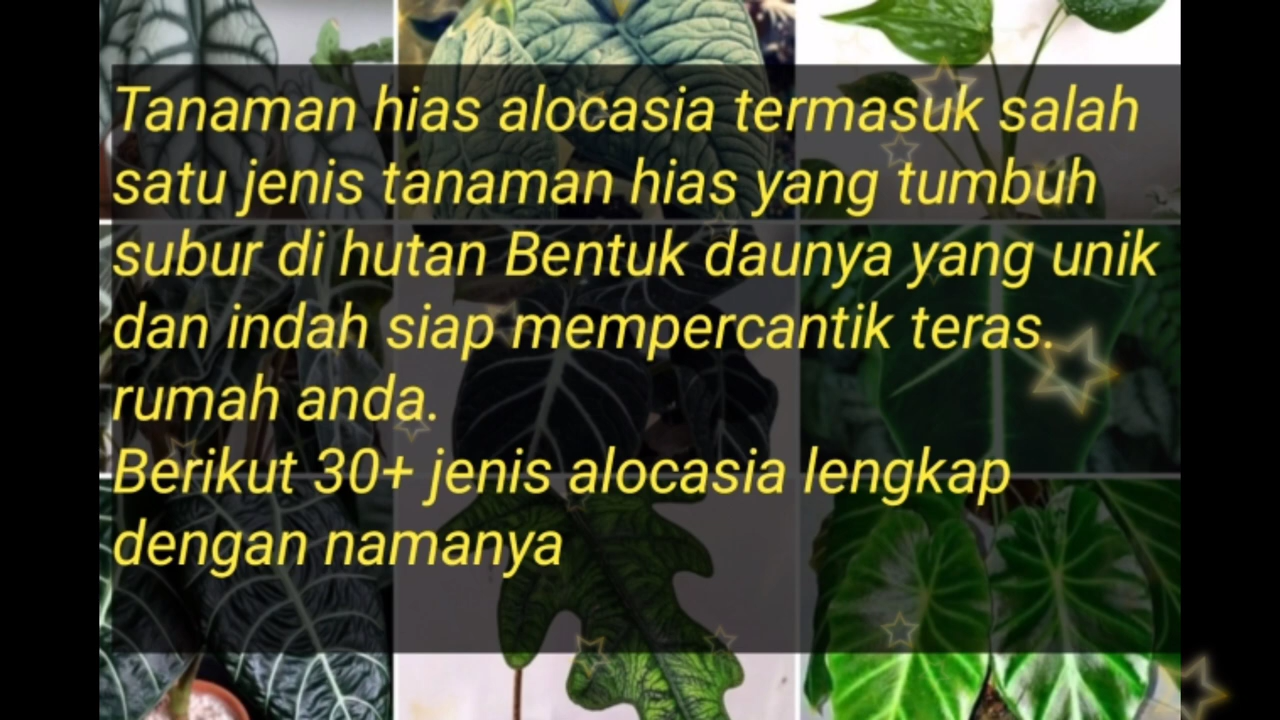 Tanaman hias alocasia termasuk salah
satu jenis tanaman hias yang tumbuh
subur di hutan Bentuk daunya yang unik
dan indah siap mempercantik teras.
rumah anda.
Berikut 30+ jenis alocasia lengkap
dengan namanya